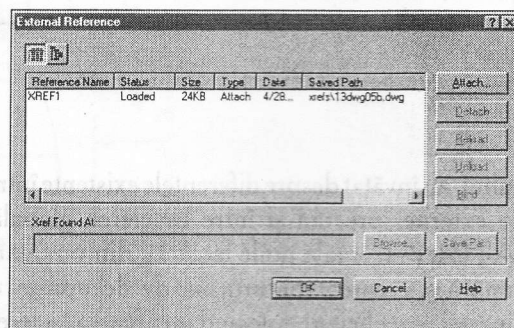 External Reference
Reference Name Status Size Type Date Saved Path
XREF1 Loaded 24KB Attach 4/28... xrefs\13dwg05b.dwg
Attach...
Detach
Reload
Unload
Bind...
Xref Found At
Browse...
Save Path
OK Cancel Help